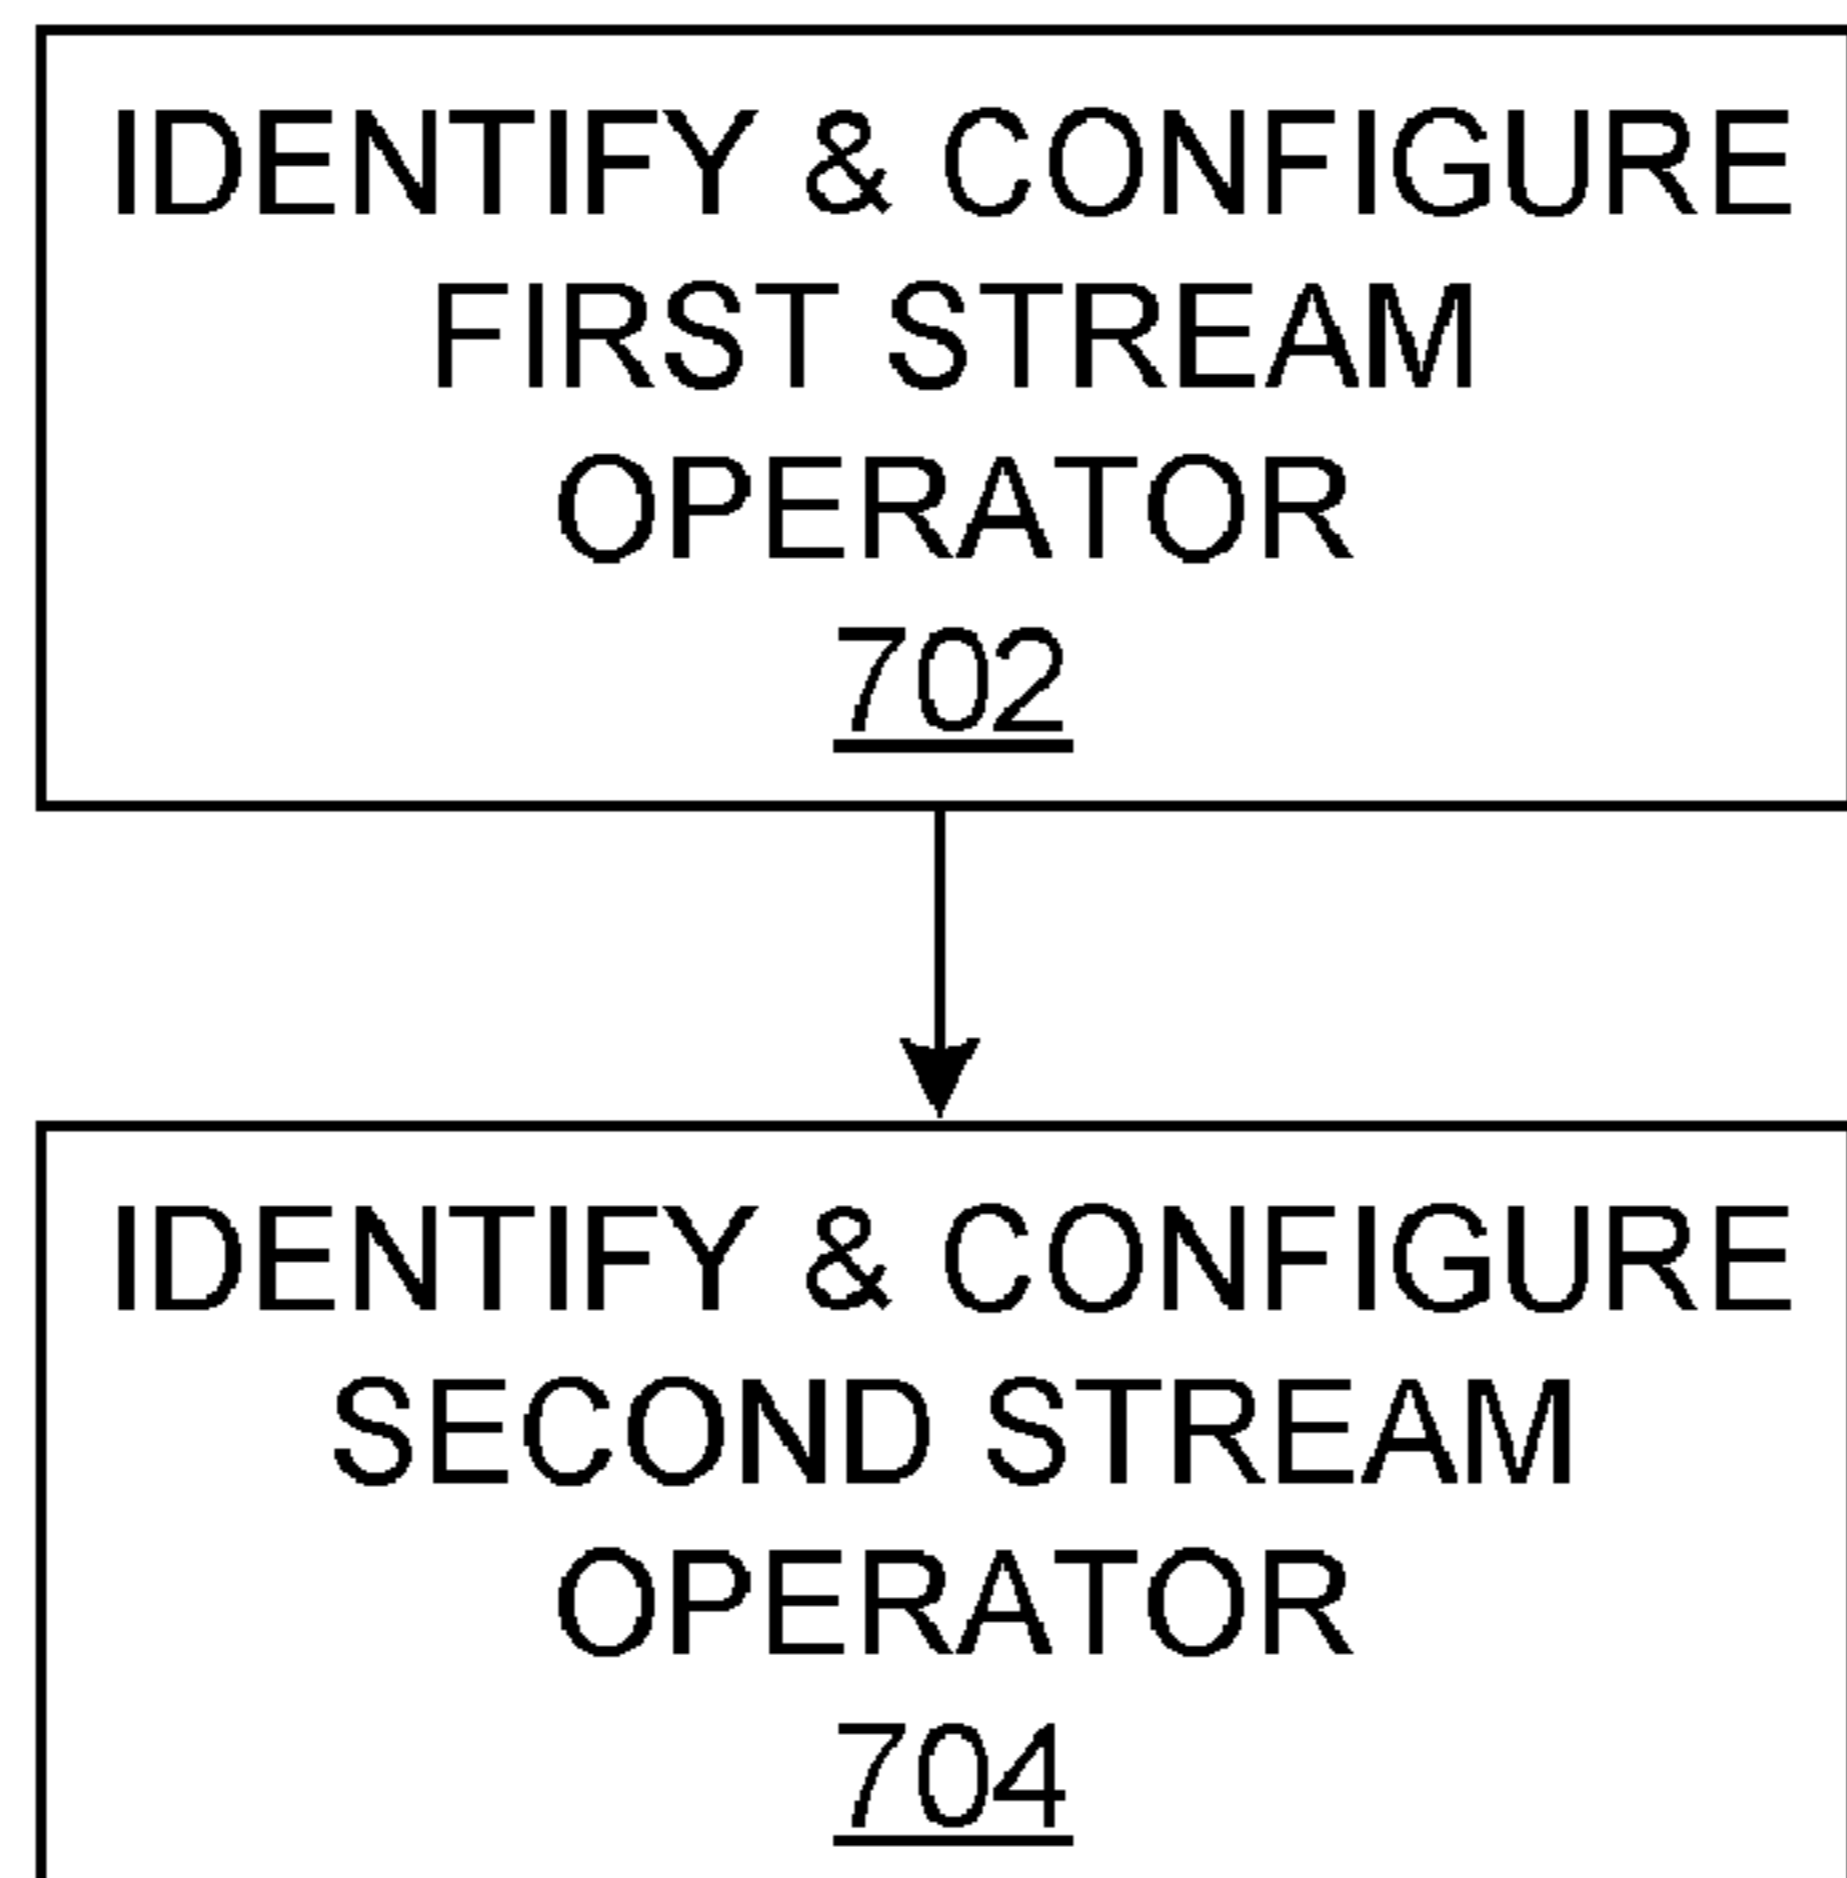 IDENTIFY & CONFIGURE
FIRST STREAM
OPERATOR
702
IDENTIFY & CONFIGURE
SECOND STREAM
OPERATOR
704